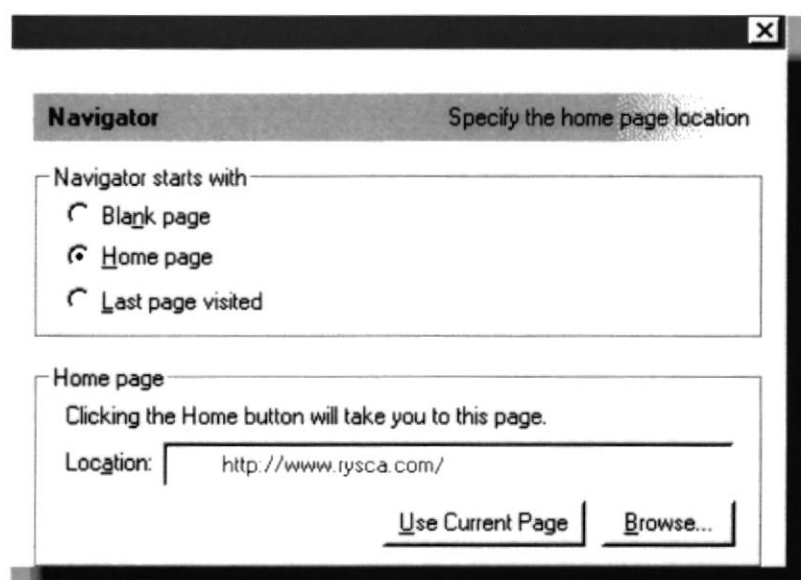 Navigator Specify the home page location
Navigator starts with
Blank page
Home page
Last page visited
Home page
Clicking the Home button will take you to this page.
Location: http://www.rysca.com/
Use Current Page Browse...